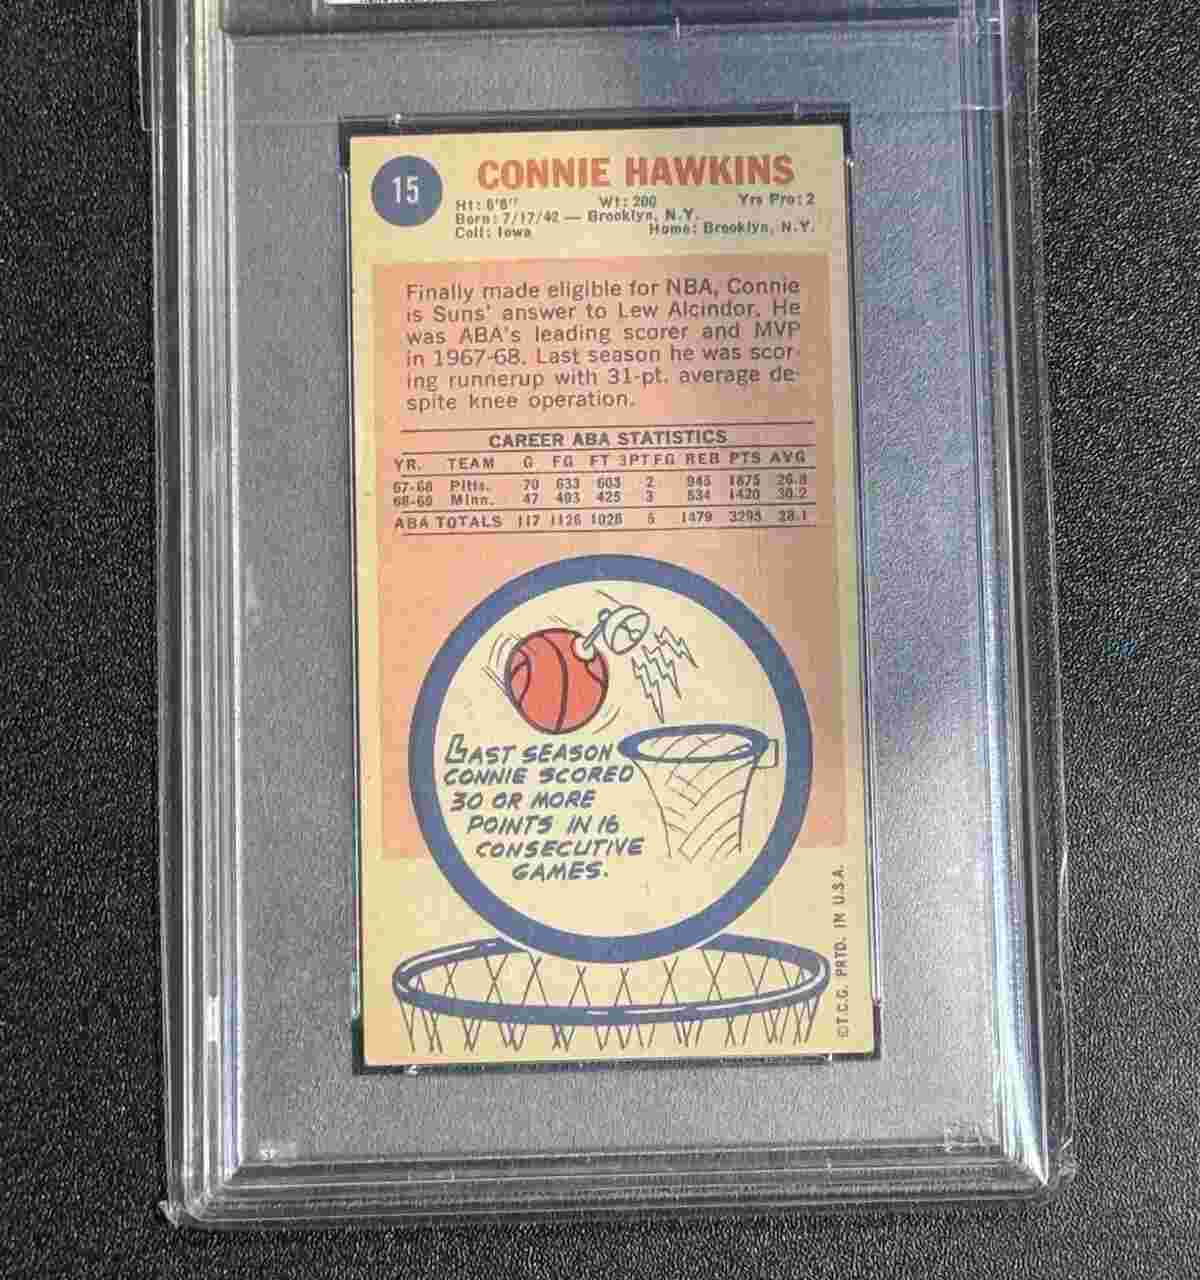 15
CONNIE HAWKINS
Ht: 6'8" Wt: 200 Yrs Pro: 2
Born: 7/17/42 — Brooklyn, N.Y.
Coll: Iowa Home: Brooklyn, N.Y.
Finally made eligible for NBA, Connie
is Suns' answer to Lew Alcindor. He
was ABA's leading scorer and MVP
in 1967-68. Last season he was scor-
ing runnerup with 31-pt. average de-
spite knee operation.
CAREER ABA STATISTICS
YR. TEAM G FG FT 3PT FG REB PTS AVG
67-68 Pitts. 70 633 603 2 945 1875 26.8
68-69 Minn. 47 493 425 3 534 1420 30.2
ABA TOTALS 117 1126 1028 5 1479 3295 28.1
LAST SEASON
CONNIE SCORED
30 OR MORE
POINTS IN 16
CONSECUTIVE
GAMES.
©T.C.G. PRTD. IN U.S.A.